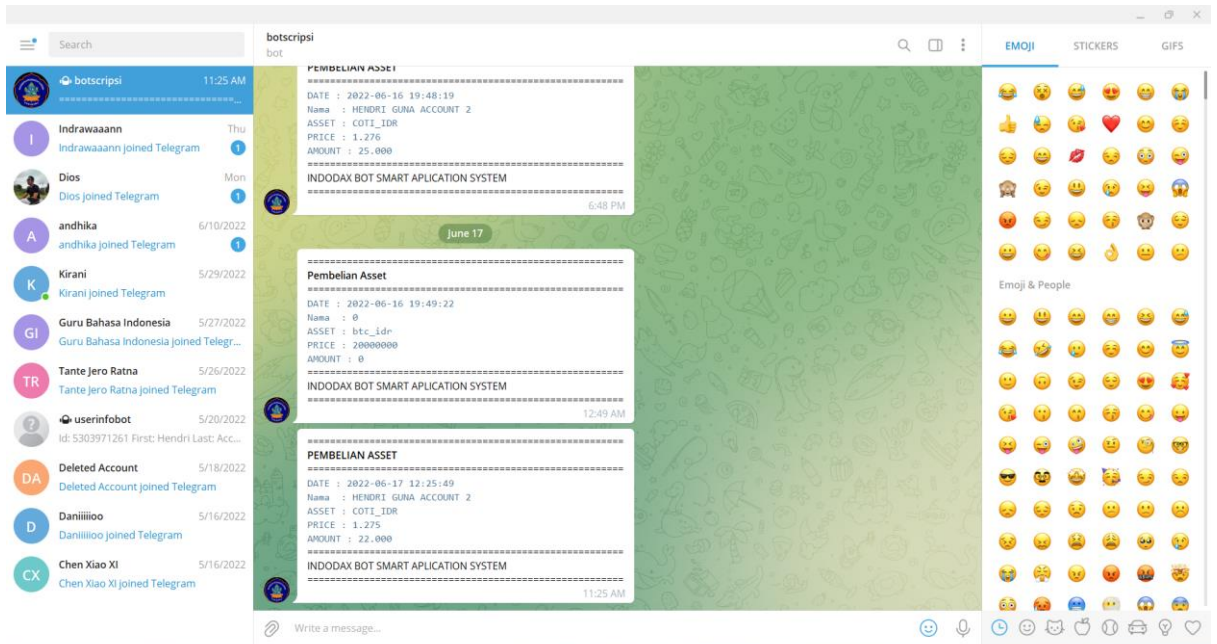 Search
botscripsi 11:25 AM
================================...
Indrawaaann Thu
Indrawaaann joined Telegram 1
Dios Mon
Dios joined Telegram 1
A
andhika 6/10/2022
andhika joined Telegram 1
K
Kirani 5/29/2022
Kirani joined Telegram
GI
Guru Bahasa Indonesia 5/27/2022
Guru Bahasa Indonesia joined Telegr...
TR
Tante Jero Ratna 5/26/2022
Tante Jero Ratna joined Telegram
userinfobot 5/20/2022
Id: 5303971261 First: Hendri Last: Acc...
DA
Deleted Account 5/18/2022
Deleted Account joined Telegram
D
Daniiiiioo 5/16/2022
Daniiiiioo joined Telegram
CX
Chen Xiao XI 5/16/2022
Chen Xiao XI joined Telegram
botscripsi
bot
PEMBELIAN ASSET
========================================================
DATE : 2022-06-16 19:48:19
Nama : HENDRI GUNA ACCOUNT 2
ASSET : COTI_IDR
PRICE : 1.276
AMOUNT : 25.000
========================================================
INDODAX BOT SMART APLICATION SYSTEM
========================================================
6:48 PM
June 17
========================================================
Pembelian Asset
========================================================
DATE : 2022-06-16 19:49:22
Nama : 0
ASSET : btc_idr
PRICE : 20000000
AMOUNT : 0
========================================================
INDODAX BOT SMART APLICATION SYSTEM
========================================================
12:49 AM
========================================================
PEMBELIAN ASSET
========================================================
DATE : 2022-06-17 12:25:49
Nama : HENDRI GUNA ACCOUNT 2
ASSET : COTI_IDR
PRICE : 1.275
AMOUNT : 22.000
========================================================
INDODAX BOT SMART APLICATION SYSTEM
========================================================
11:25 AM
Write a message...
EMOJI STICKERS GIFS
Emoji & People